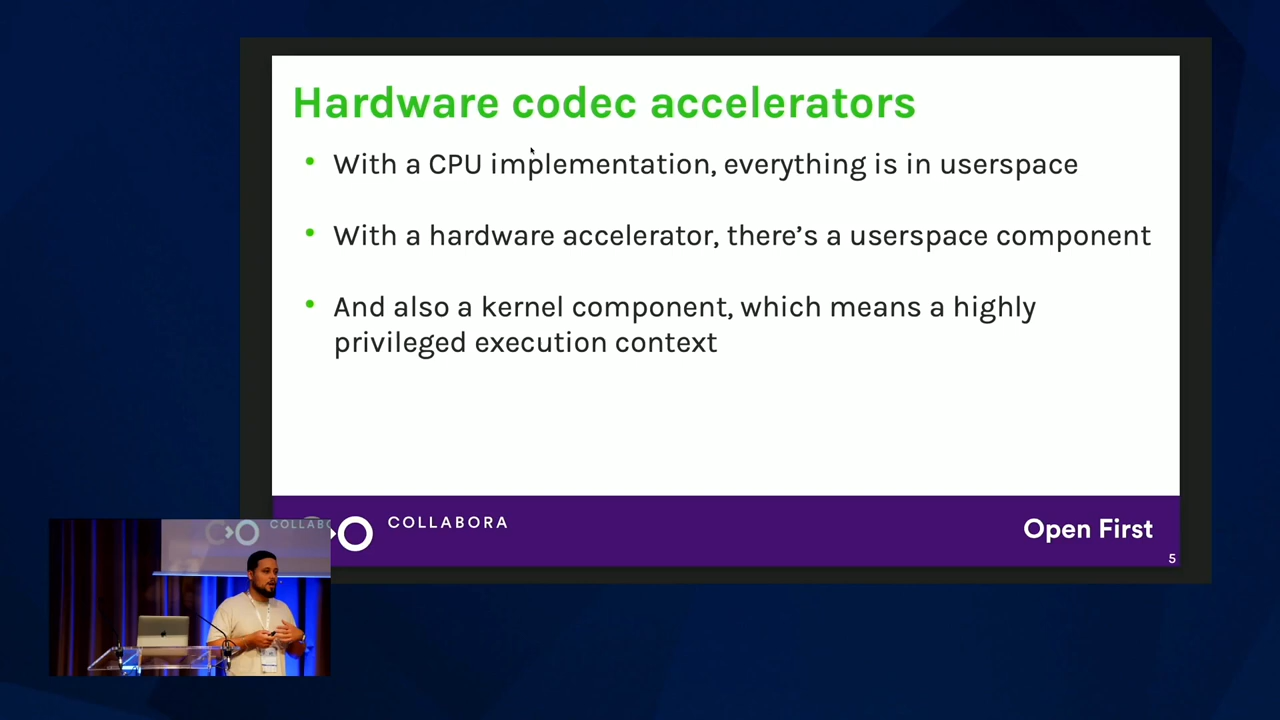 Hardware codec accelerators
• With a CPU implementation, everything is in userspace
• With a hardware accelerator, there’s a userspace component
• And also a kernel component, which means a highly
privileged execution context
COLLABORA
Open First
5
COLLABO